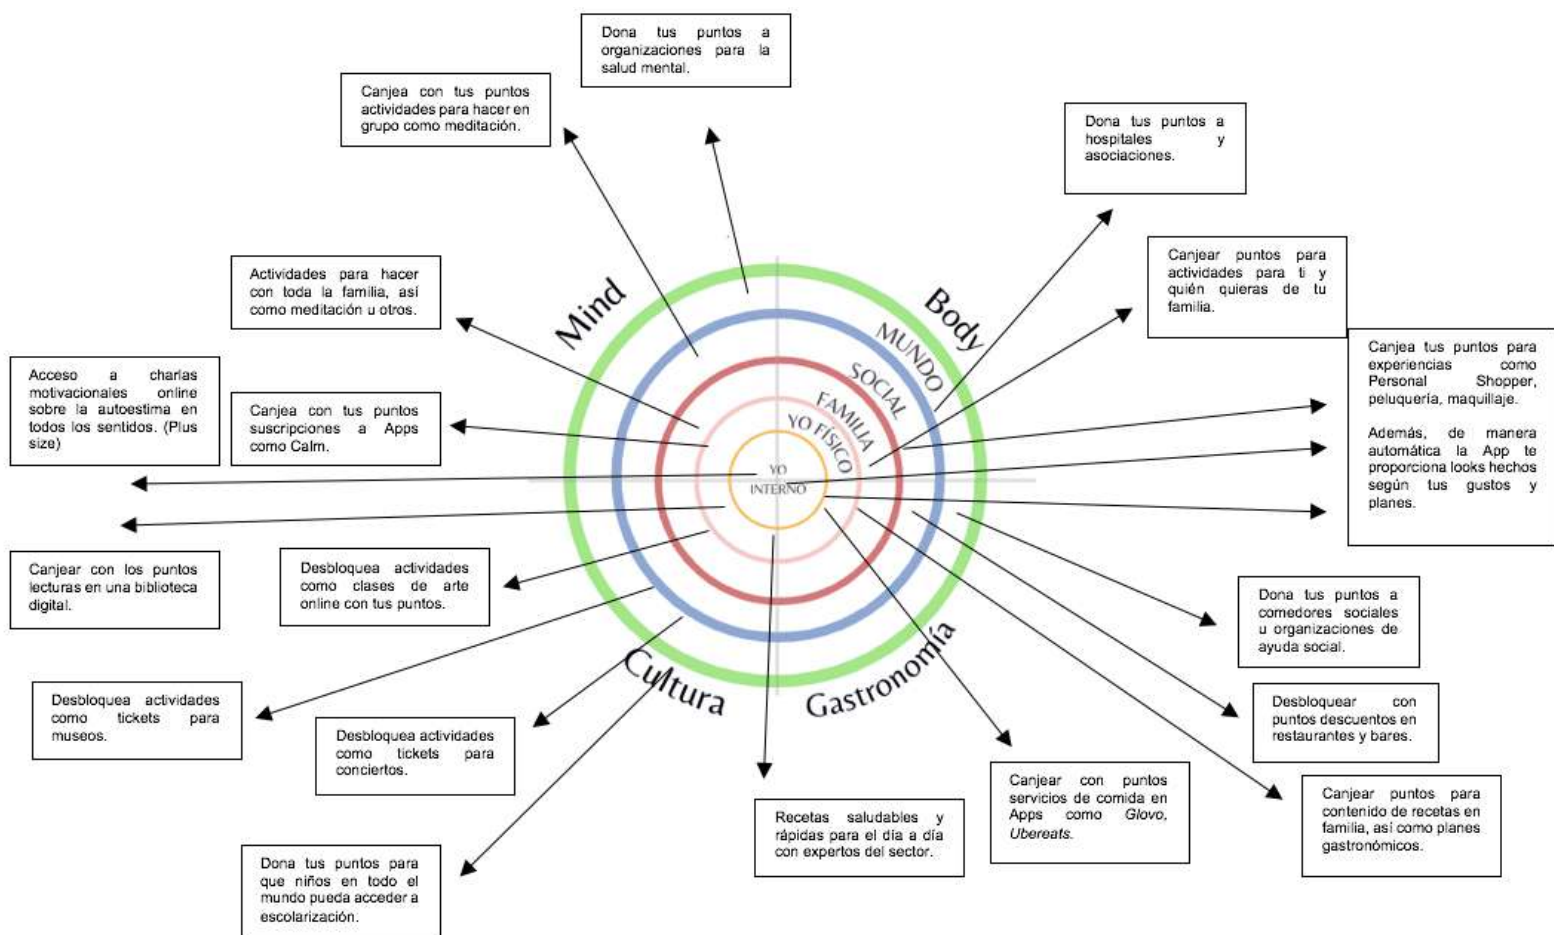 Dona tus puntos a
organizaciones para la
salud mental.
Canjea con tus puntos
actividades para hacer en
grupo como meditación.
Dona tus puntos a
hospitales y
asociaciones.
Actividades para hacer
con toda la familia, así
como meditación u otros.
Canjear puntos para
actividades para ti y
quién quieras de tu
familia.
Mind
Body
MUNDO
SOCIAL
FAMILIA
YO FÍSICO
YO
INTERNO
Acceso a charlas
motivacionales online
sobre la autoestima en
todos los sentidos. (Plus
size)
Canjea con tus puntos
suscripciones a Apps
como Calm.
Canjea tus puntos para
experiencias como
Personal Shopper,
peluquería, maquillaje.
Además, de manera
automática la App te
proporciona looks hechos
según tus gustos y
planes.
Canjear con los puntos
lecturas en una biblioteca
digital.
Desbloquea actividades
como clases de arte
online con tus puntos.
Dona tus puntos a
comedores sociales
u organizaciones de
ayuda social.
Cultura
Gastronomía
Desbloquea actividades
como tickets para
museos.
Desbloquea actividades
como tickets para
conciertos.
Desbloquear con
puntos descuentos en
restaurantes y bares.
Recetas saludables y
rápidas para el día a día
con expertos del sector.
Canjear con puntos
servicios de comida en
Apps como Glovo,
Ubereats.
Canjear puntos para
contenido de recetas en
familia, así como planes
gastronómicos.
Dona tus puntos para
que niños en todo el
mundo pueda acceder a
escolarización.